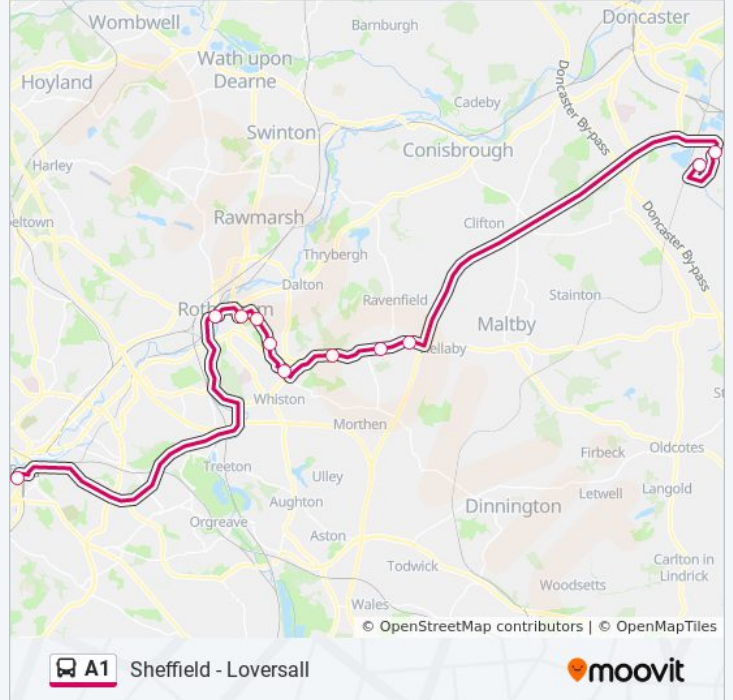 Wombwell
Barnburgh
Doncaster
Wath upon
Dearne
Hoyland
Doncaster By-pass
Cadeby
Swinton
Conisbrough
Harley
Rawmarsh
Clifton
Doncaster By-pass
Thrybergh
Dalton
Stainton
Ravenfield
Maltby
Whiston
Morthen
Firbeck
Oldcotes
Treeton
Ulley
Letwell
Langold
Aughton
Dinnington
Orgreave
Aston
Todwick
Carlton in
Lindrick
Woodsetts
Wales
© OpenStreetMap contributors | © OpenMapTiles
A1 Sheffield - Loversall
moovit